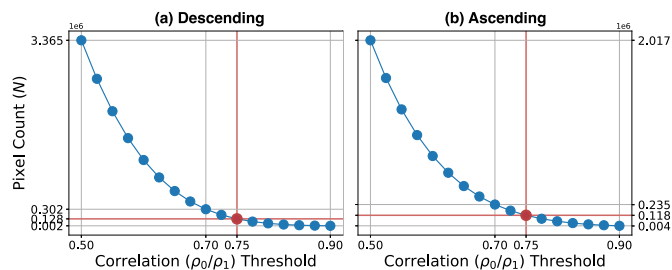 (a) Descending
(b) Ascending
1e6
1e6
3.365
0.302
0.128
0.002
2.017
0.235
0.118
0.004
Pixel Count (N)
0.50
0.70
0.75
0.90
0.50
0.70
0.75
0.90
Correlation (ρ₀/ρ₁) Threshold
Correlation (ρ₀/ρ₁) Threshold